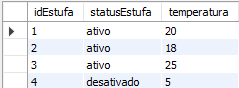 idEstufa statusEstufa temperatura
1 ativo 20
2 ativo 18
3 ativo 25
4 desativado 5